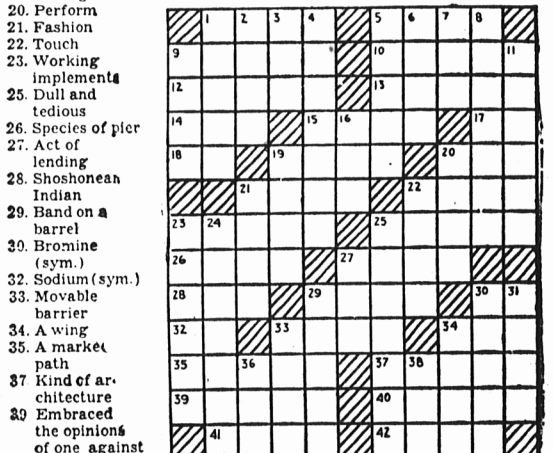 20. Perform
21. Fashion
22. Touch
23. Working
implements
25. Dull and
tedious
26. Species of pier
27. Act of
lending
28. Shoshonean
Indian
29. Band on a
barrel
30. Bromine
(sym.)
32. Sodium (sym.)
33. Movable
barrier
34. A wing
35. A market
path
37 Kind of ar-
chitecture
39 Embraced
the opinions
of one against
1 2 3 4 5 6 7 8
9 10 11
12 13
14 15 16 17
18 19 20
21 22
23 24 25
26 27
28 29 30 31
32 33 34
35 36 37 38
39 40
41 42